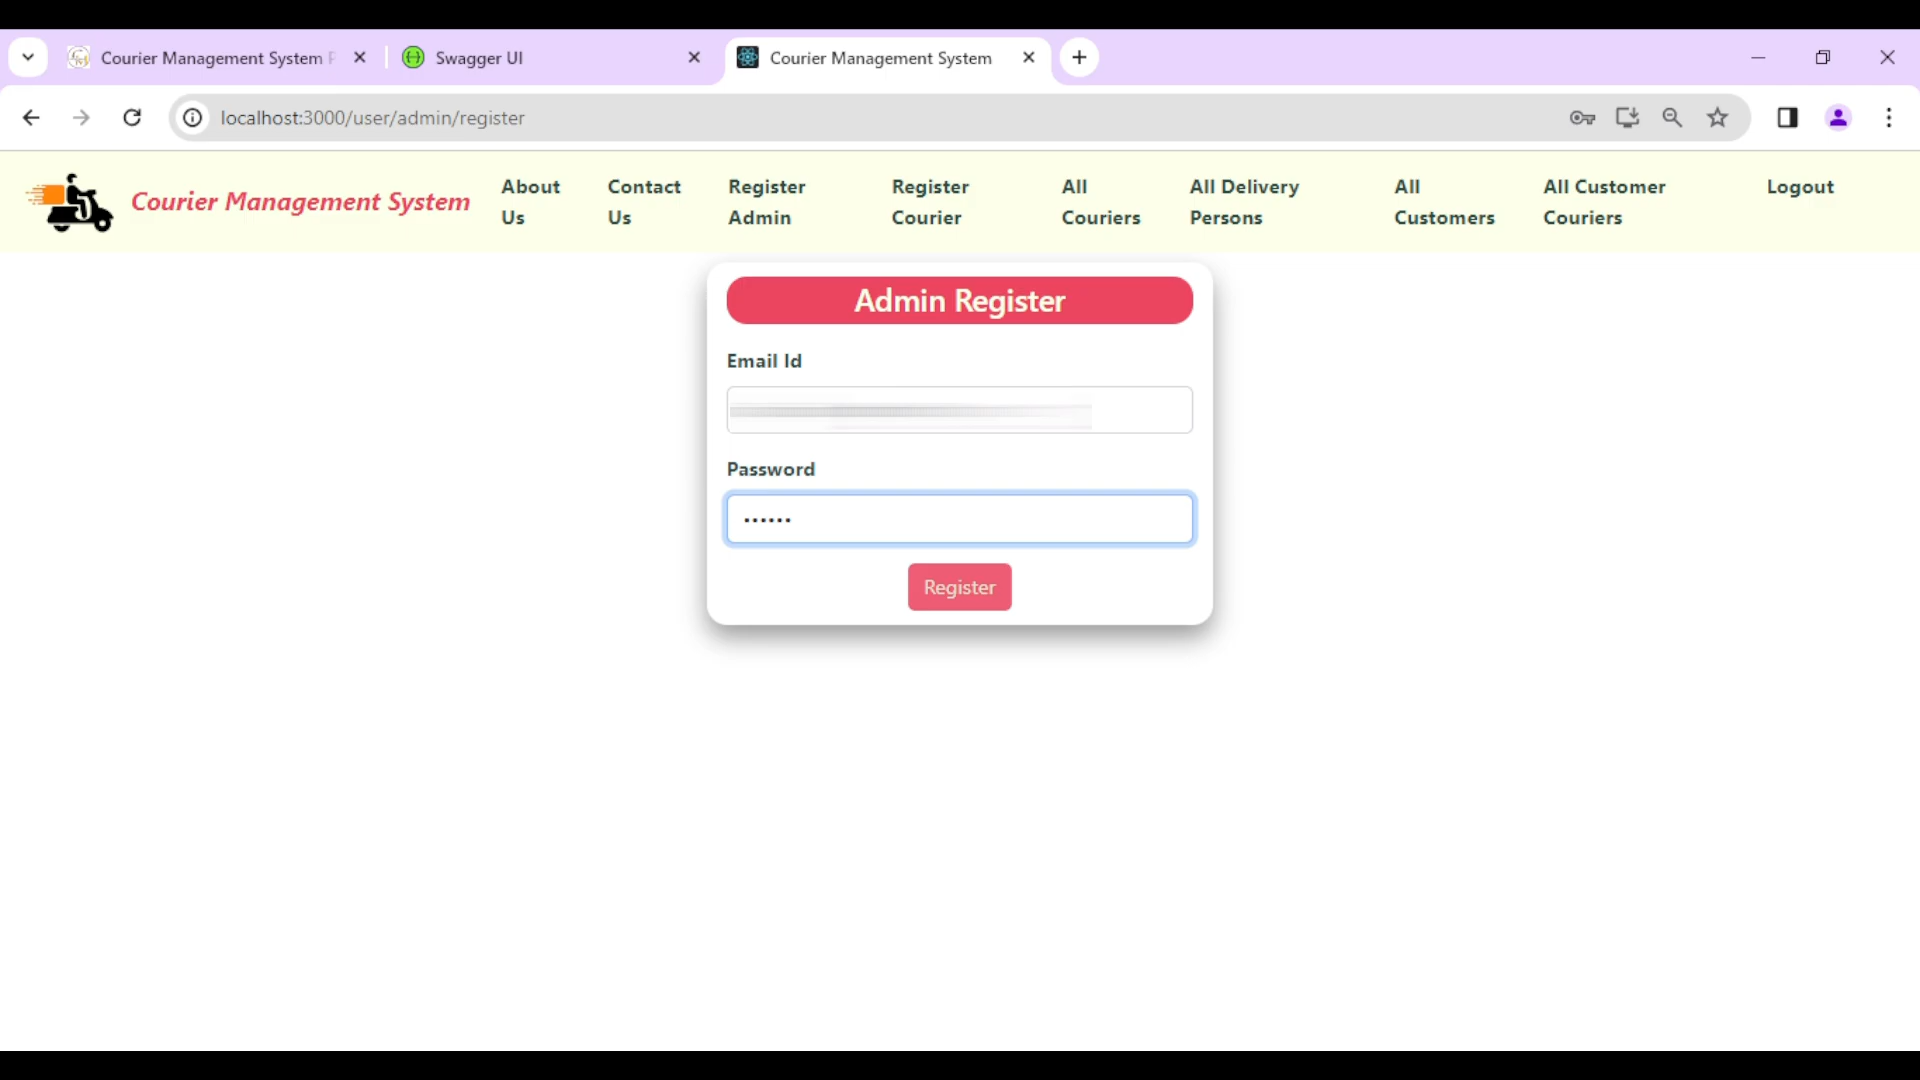 Courier Management System
Swagger UI
Courier Management System
localhost:3000/user/admin/register
Courier Management System
About Us
Contact Us
Register Admin
Register Courier
All Couriers
All Delivery Persons
All Customers
All Customer Couriers
Logout
Admin Register
Email Id
Password
••••••
Register